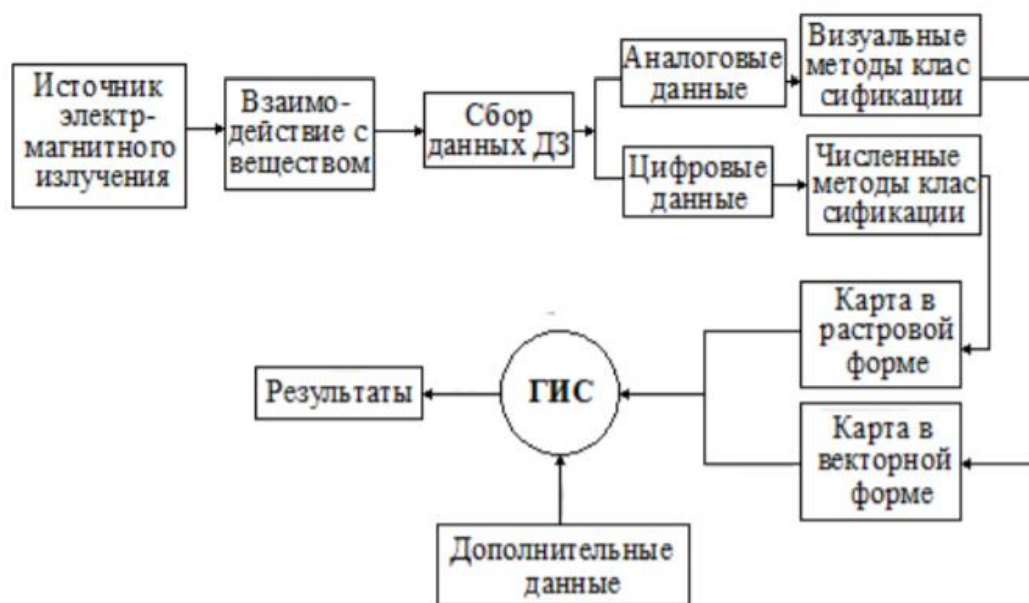 Источник
электр-
магнитного
излучения
Взаимо-
действие с
веществом
Сбор
данных ДЗ
Аналоговые
данные
Визуальные
методы клас
сификации
Цифровые
данные
Численные
методы клас
сификации
Карта в
растровой
форме
Карта в
векторной
форме
ГИС
Результаты
Дополнительные
данные